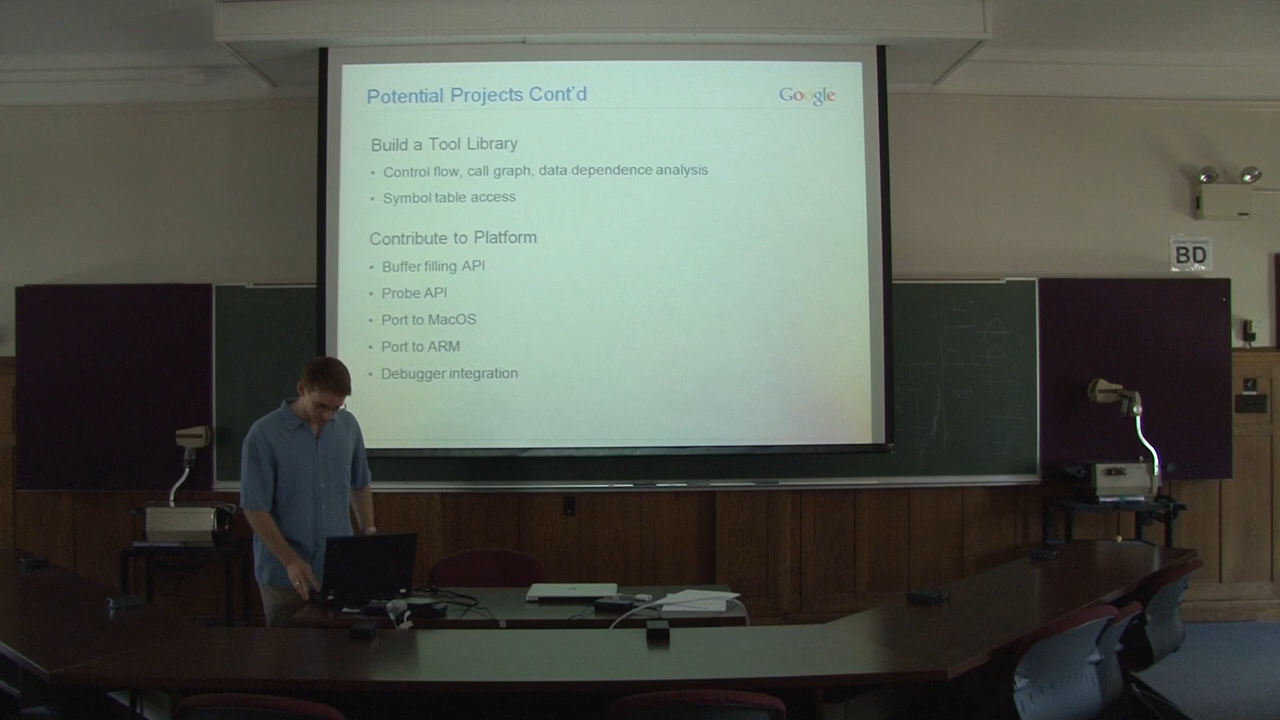 Potential Projects Cont'd
Google
Build a Tool Library
• Control flow, call graph, data dependence analysis
• Symbol table access
Contribute to Platform
• Buffer filling API
• Probe API
• Port to MacOS
• Port to ARM
• Debugger integration
BD